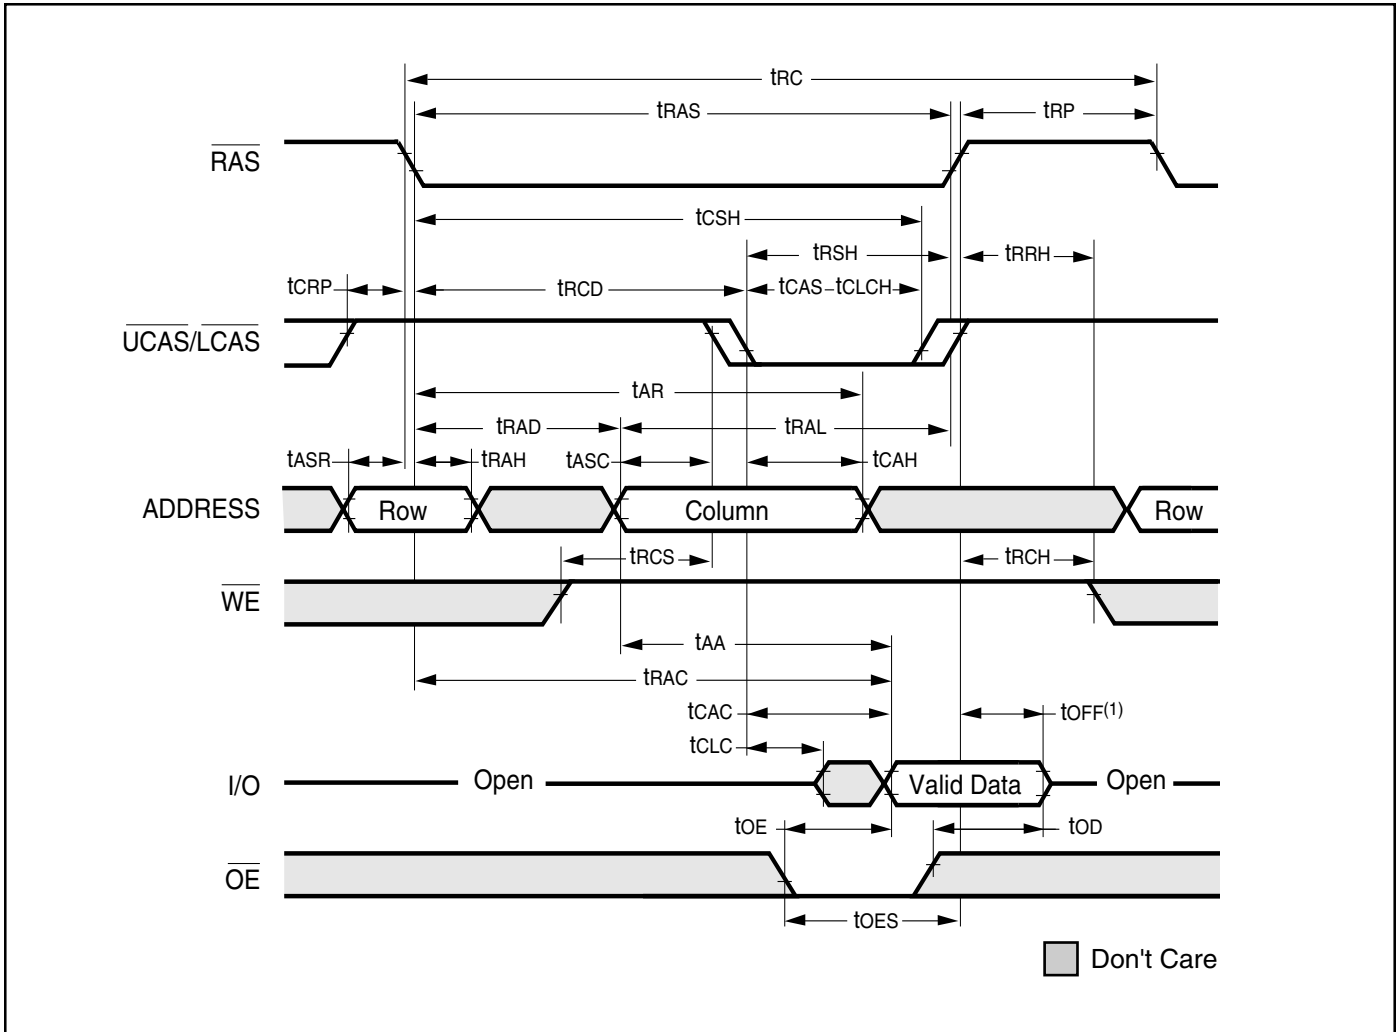 tRC
tRAS
tRP
RAS
tCSH
tRSH
tRRH
tCRP
tRCD
tCAS-tCLCH
UCAS/LCAS
tAR
tRAD
tRAL
tASR
tRAH
tASC
tCAH
ADDRESS
Row
Column
Row
tRCS
tRCH
WE
tAA
tRAC
tCAC
tOFF(1)
tCLC
I/O
Open
Valid Data
Open
tOE
tOD
OE
tOES
Don't Care